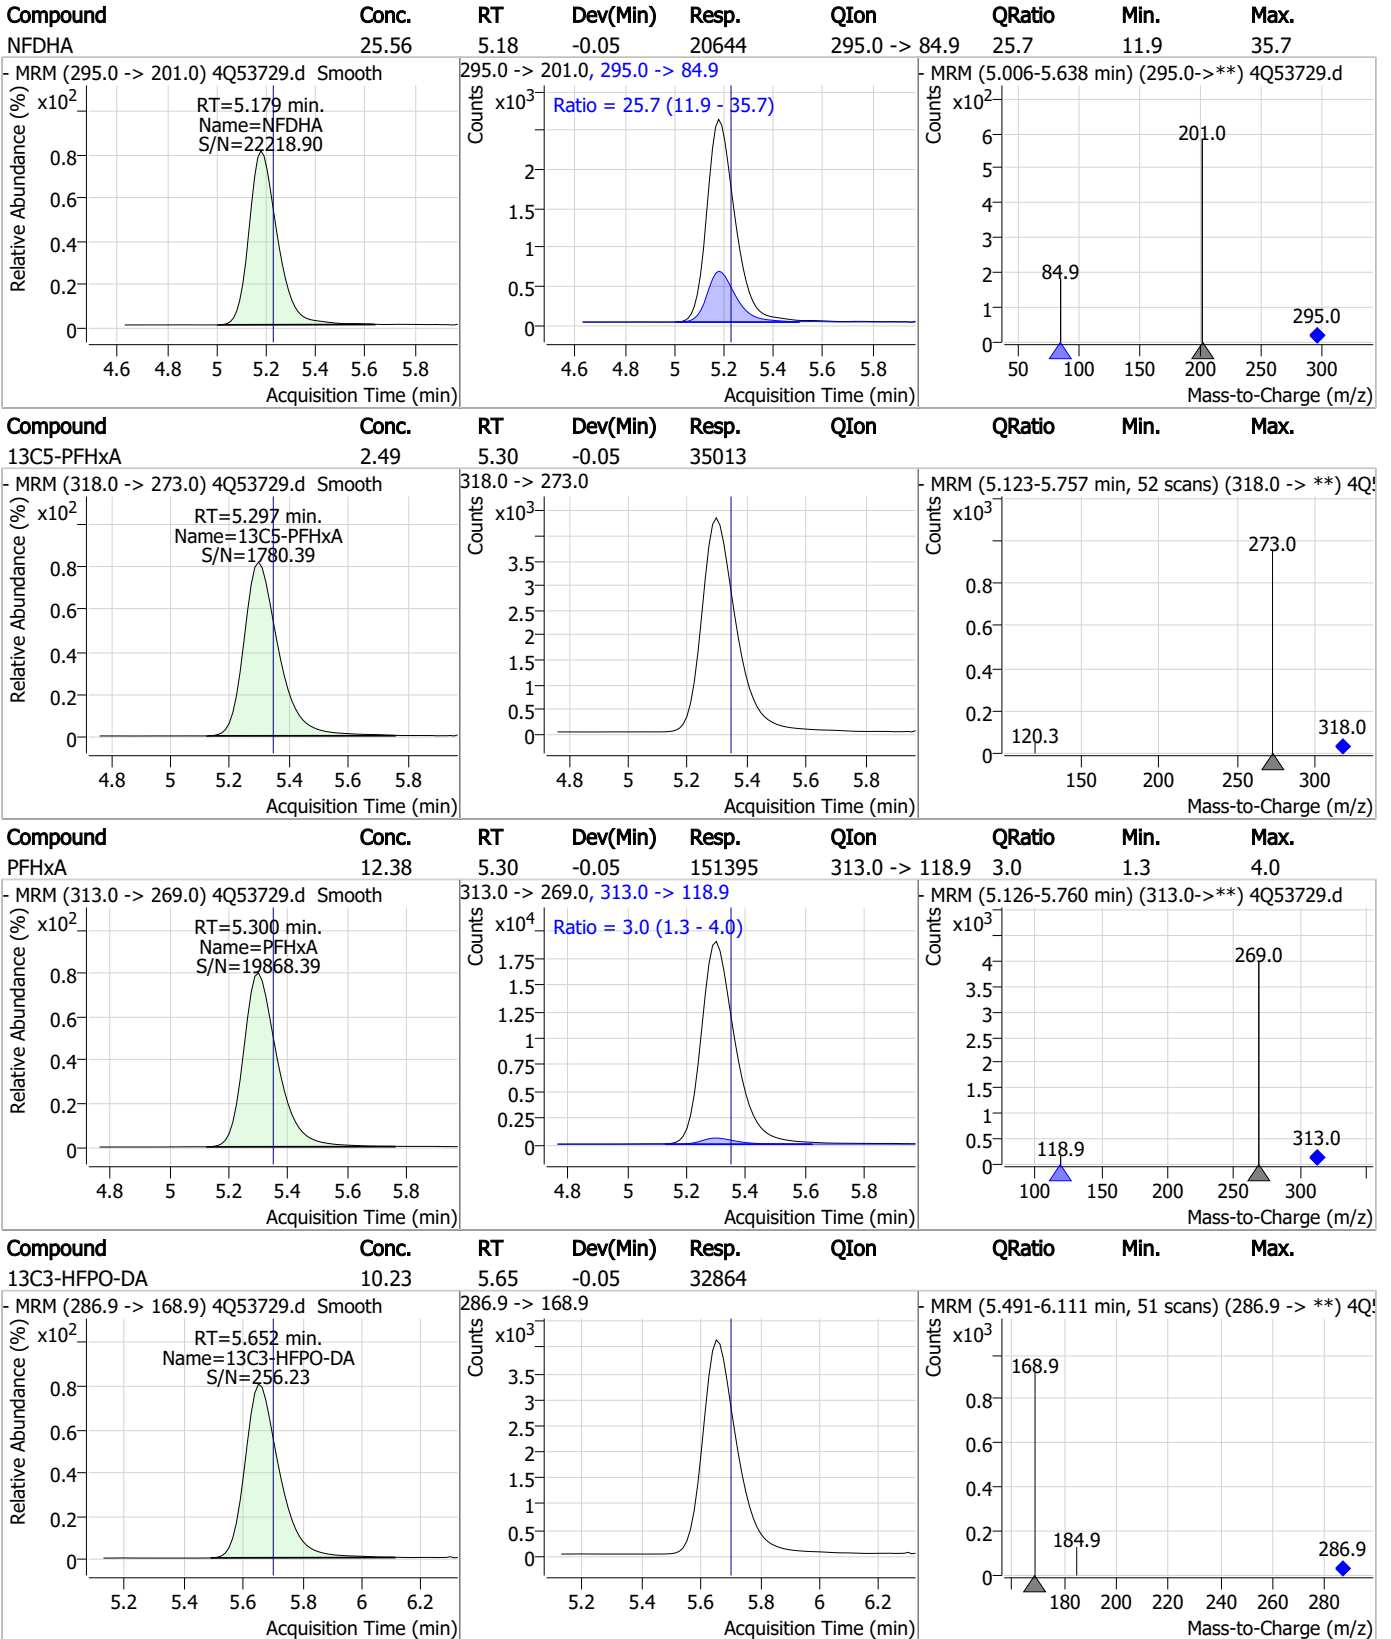 Compound Conc. RT Dev(Min) Resp. QIon QRatio Min. Max.
NFDHA 25.56 5.18 -0.05 20644 295.0 -> 84.9 25.7 11.9 35.7
- MRM (295.0 -> 201.0) 4Q53729.d Smooth
Relative Abundance (%)
x102
RT=5.179 min.
Name=NFDHA
S/N=22218.90
0.8
0.6
0.4
0.2
0
4.6 4.8 5 5.2 5.4 5.6 5.8
Acquisition Time (min)
295.0 -> 201.0, 295.0 -> 84.9
Counts
x103
Ratio = 25.7 (11.9 - 35.7)
2
1.5
1
0.5
0
4.6 4.8 5 5.2 5.4 5.6 5.8
Acquisition Time (min)
- MRM (5.006-5.638 min) (295.0->**) 4Q53729.d
Counts
x102
6
5
4
3
2
1
0
201.0
84.9
295.0
50 100 150 200 250 300
Mass-to-Charge (m/z)
Compound Conc. RT Dev(Min) Resp. QIon QRatio Min. Max.
13C5-PFHxA 2.49 5.30 -0.05 35013
- MRM (318.0 -> 273.0) 4Q53729.d Smooth
Relative Abundance (%)
x102
RT=5.297 min.
Name=13C5-PFHxA
S/N=1780.39
0.8
0.6
0.4
0.2
0
4.8 5 5.2 5.4 5.6 5.8
Acquisition Time (min)
318.0 -> 273.0
Counts
x103
3.5
3
2.5
2
1.5
1
0.5
0
4.8 5 5.2 5.4 5.6 5.8
Acquisition Time (min)
- MRM (5.123-5.757 min, 52 scans) (318.0 -> **) 4Q5
Counts
x103
0.8
0.6
0.4
0.2
0
273.0
120.3
318.0
150 200 250 300
Mass-to-Charge (m/z)
Compound Conc. RT Dev(Min) Resp. QIon QRatio Min. Max.
PFHxA 12.38 5.30 -0.05 151395 313.0 -> 118.9 3.0 1.3 4.0
- MRM (313.0 -> 269.0) 4Q53729.d Smooth
Relative Abundance (%)
x102
RT=5.300 min.
Name=PFHxA
S/N=19868.39
0.8
0.6
0.4
0.2
0
4.8 5 5.2 5.4 5.6 5.8
Acquisition Time (min)
313.0 -> 269.0, 313.0 -> 118.9
Counts
x104
Ratio = 3.0 (1.3 - 4.0)
1.75
1.5
1.25
1
0.75
0.5
0.25
0
4.8 5 5.2 5.4 5.6 5.8
Acquisition Time (min)
- MRM (5.126-5.760 min) (313.0->**) 4Q53729.d
Counts
x103
4
3.5
3
2.5
2
1.5
1
0.5
0
269.0
118.9
313.0
100 150 200 250 300
Mass-to-Charge (m/z)
Compound Conc. RT Dev(Min) Resp. QIon QRatio Min. Max.
13C3-HFPO-DA 10.23 5.65 -0.05 32864
- MRM (286.9 -> 168.9) 4Q53729.d Smooth
Relative Abundance (%)
x102
RT=5.652 min.
Name=13C3-HFPO-DA
S/N=256.23
0.8
0.6
0.4
0.2
0
5.2 5.4 5.6 5.8 6 6.2
Acquisition Time (min)
286.9 -> 168.9
Counts
x103
3.5
3
2.5
2
1.5
1
0.5
0
5.2 5.4 5.6 5.8 6 6.2
Acquisition Time (min)
- MRM (5.491-6.111 min, 51 scans) (286.9 -> **) 4Q5
Counts
x103
0.8
0.6
0.4
0.2
0
168.9
184.9
286.9
180 200 220 240 260 280
Mass-to-Charge (m/z)